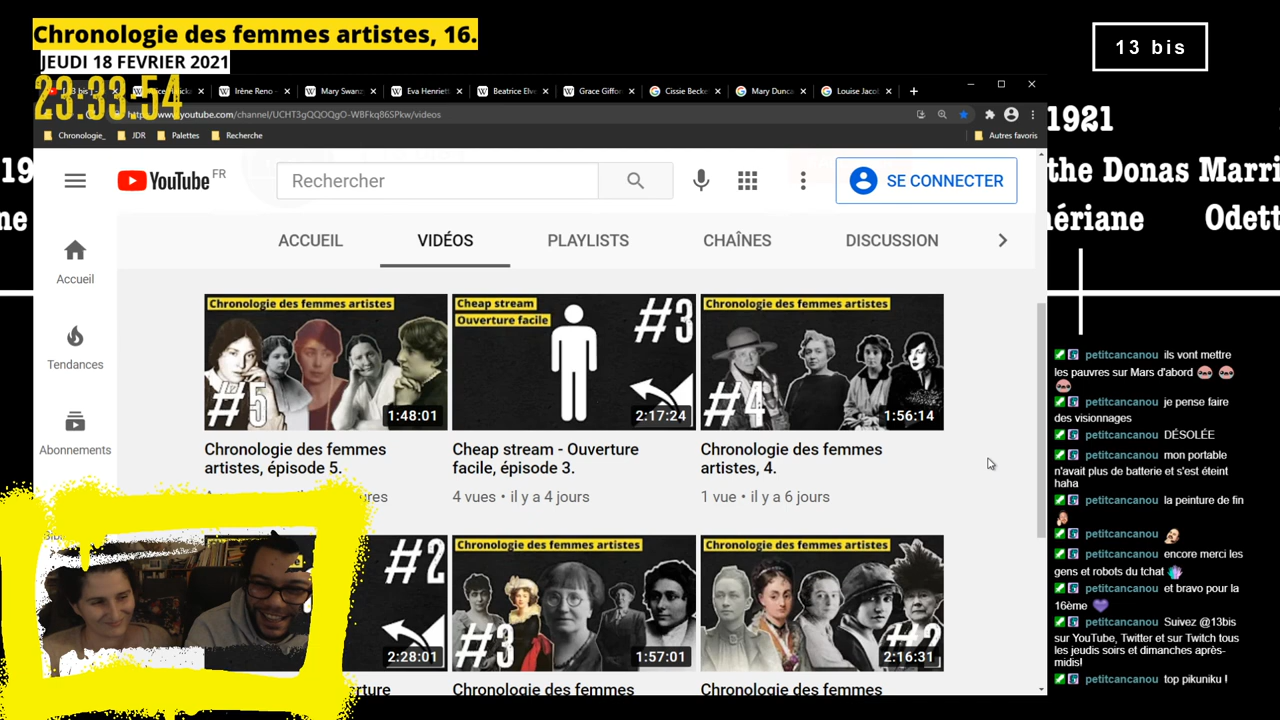 Chronologie des femmes artistes, 16.
JEUDI 18 FEVRIER 2021
23:33:54
13 bis
Irène Reno -
Mary Swanz
Eva Henriett
Beatrice Elve
Grace Giffor
Cissie Becke
Mary Dunca
Louise Jacob
www.youtube.com/channel/UCHT3gQQOQgO-WBFkq86SPkw/videos
Chronologie_
JDR
Palettes
Recherche
Autres favoris
YouTube FR
Rechercher
SE CONNECTER
ACCUEIL
VIDÉOS
PLAYLISTS
CHAÎNES
DISCUSSION
Accueil
Tendances
Abonnements
Chronologie des femmes artistes
#5
1:48:01
Chronologie des femmes
artistes, épisode 5.
Cheap stream
Ouverture facile
#3
2:17:24
Cheap stream - Ouverture
facile, épisode 3.
4 vues • il y a 4 jours
Chronologie des femmes artistes
#4
1:56:14
Chronologie des femmes
artistes, 4.
1 vue • il y a 6 jours
#2
2:28:01
Chronologie des femmes artistes
#3
1:57:01
Chronologie des femmes
Chronologie des femmes artistes
#2
2:16:31
Chronologie des femmes
19
ne
1921
the Donas Marri
ériane
Odett
petitcancanou ils vont mettre
les pauvres sur Mars d'abord
petitcancanou je pense faire
des visionnages
petitcancanou DÉSOLÉE
petitcancanou mon portable
n'avait plus de batterie et s'est éteint
haha
petitcancanou la peinture de fin
petitcancanou
petitcancanou encore merci les
gens et robots du tchat
petitcancanou et bravo pour la
16ème
petitcancanou Suivez @13bis
sur YouTube, Twitter et sur Twitch tous
les jeudis soirs et dimanches après-
midis!
petitcancanou top pikuniku !